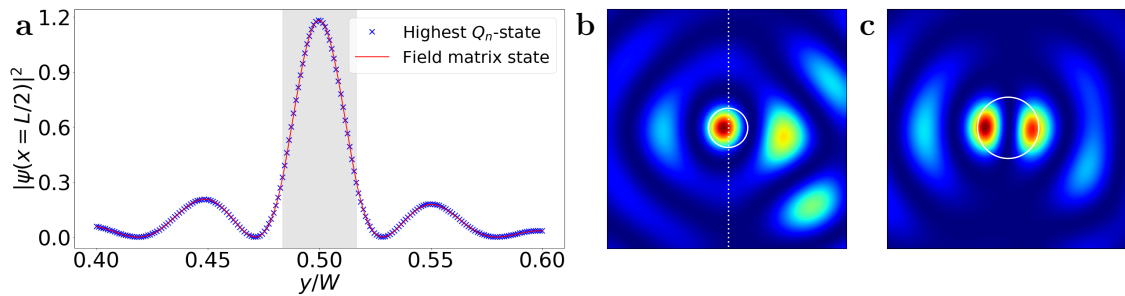 a
b
c
|ψ(x = L/2)|²
1.2
0.9
0.6
0.3
0.0
Highest Qₙ-state
Field matrix state
0.40
0.45
0.50
0.55
0.60
y/W